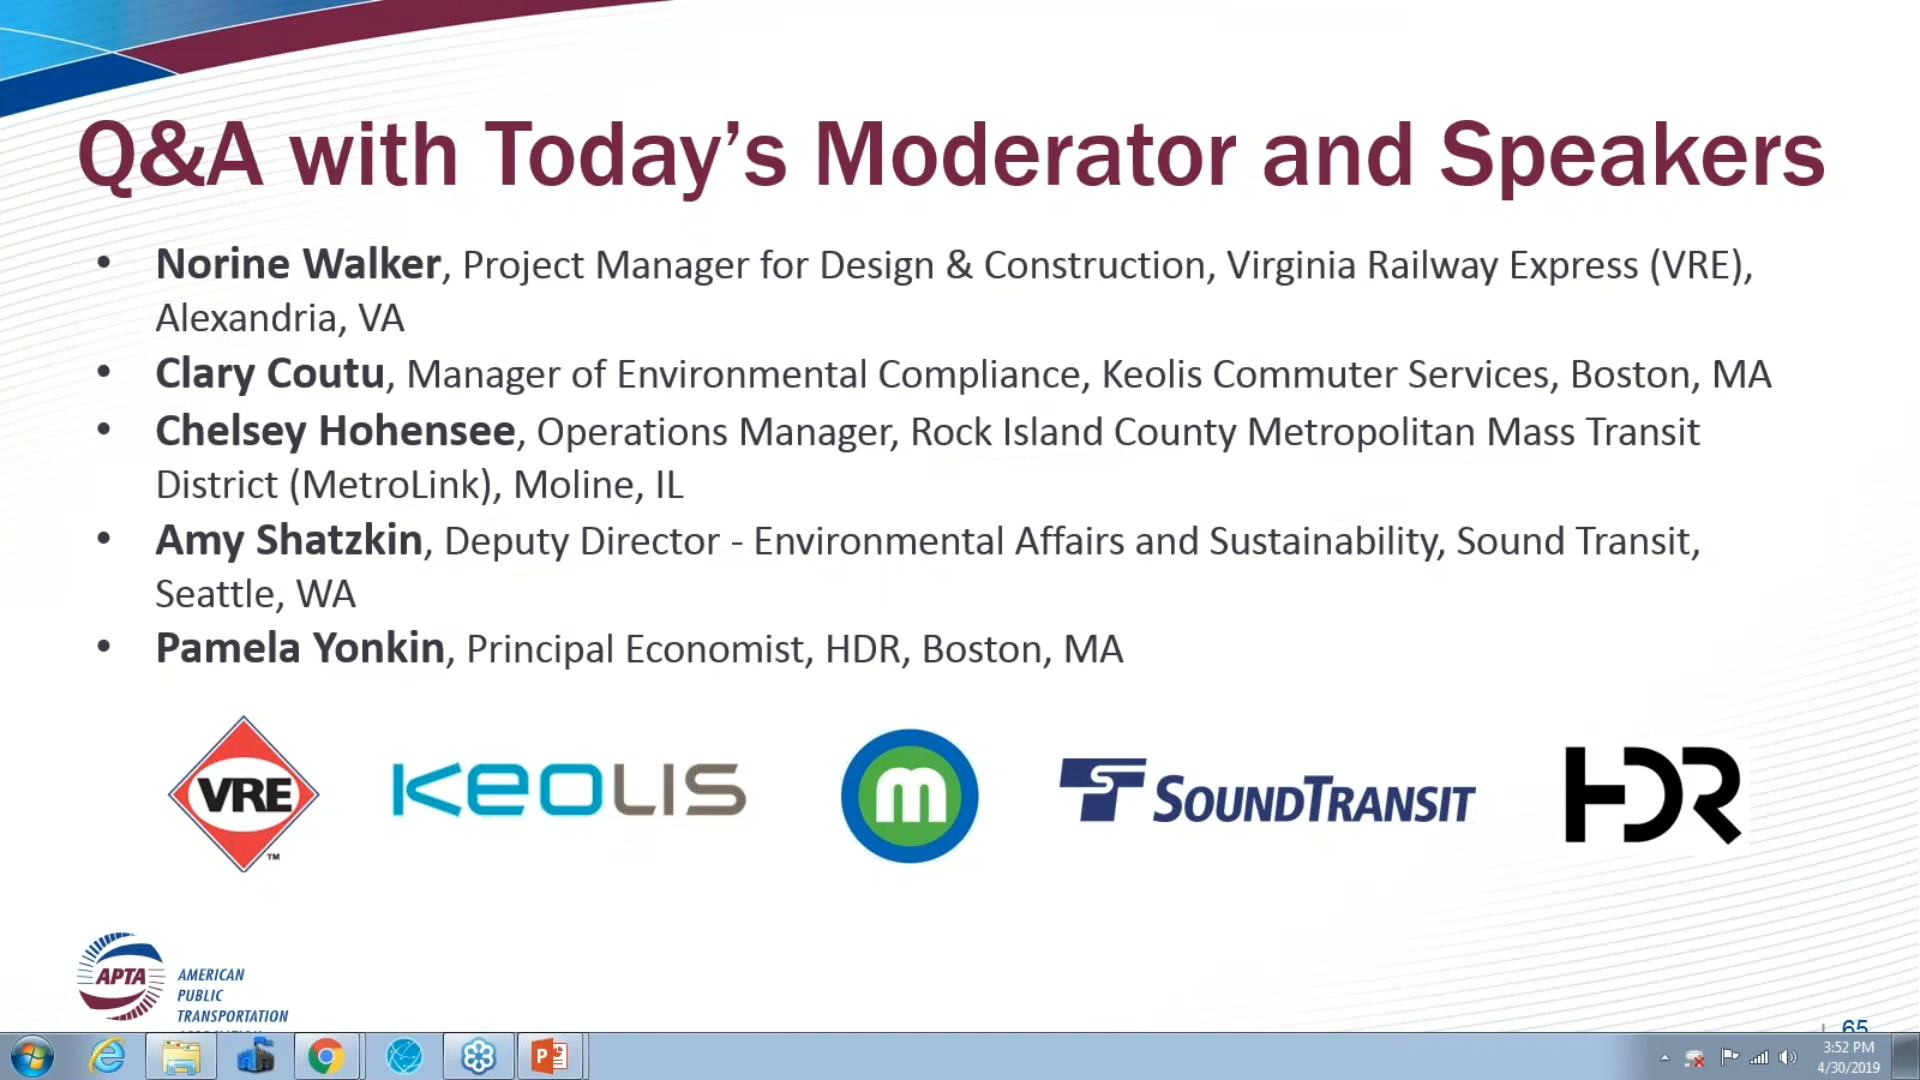 Q&A with Today's Moderator and Speakers
• Norine Walker, Project Manager for Design & Construction, Virginia Railway Express (VRE),
Alexandria, VA
• Clary Coutu, Manager of Environmental Compliance, Keolis Commuter Services, Boston, MA
• Chelsey Hohensee, Operations Manager, Rock Island County Metropolitan Mass Transit
District (MetroLink), Moline, IL
• Amy Shatzkin, Deputy Director - Environmental Affairs and Sustainability, Sound Transit,
Seattle, WA
• Pamela Yonkin, Principal Economist, HDR, Boston, MA
VRE
TM
KEOLIS
m
SOUNDTRANSIT
HDR
APTA
AMERICAN
PUBLIC
TRANSPORTATION
65
3:52 PM
4/30/2019